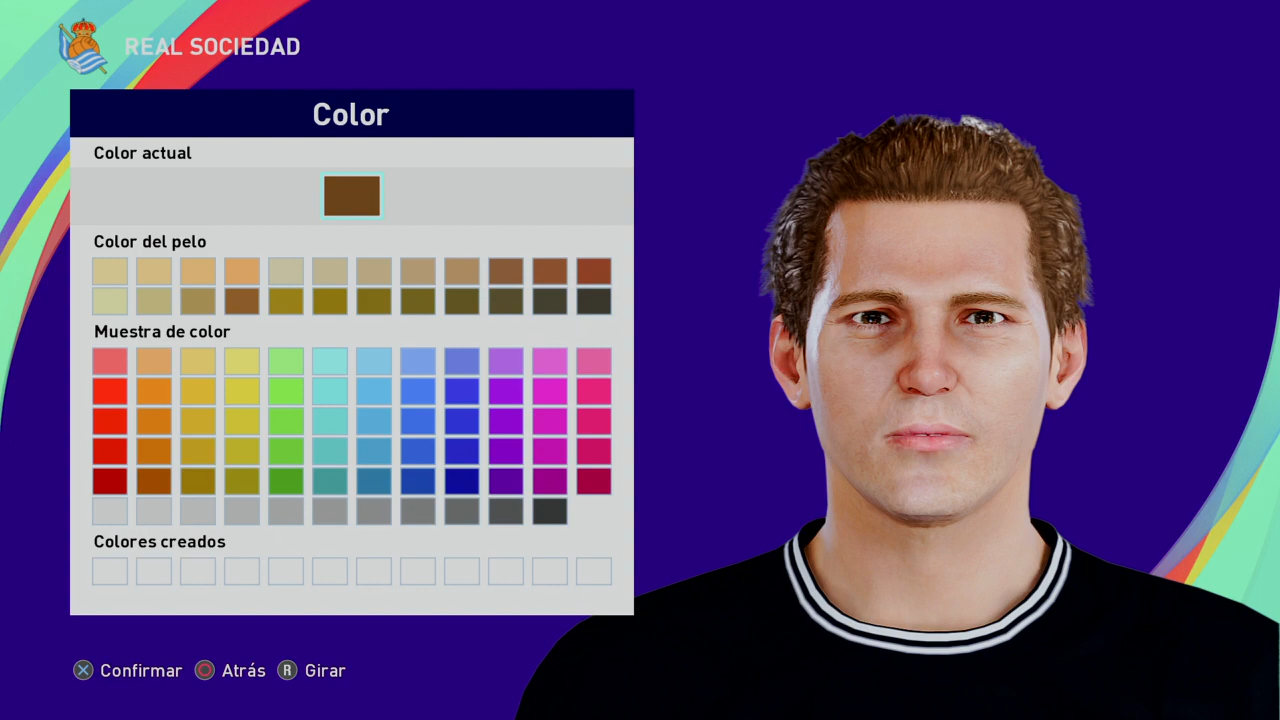 REAL SOCIEDAD
Color
Color actual
Color del pelo
Muestra de color
Colores creados
Confirmar Atrás R Girar